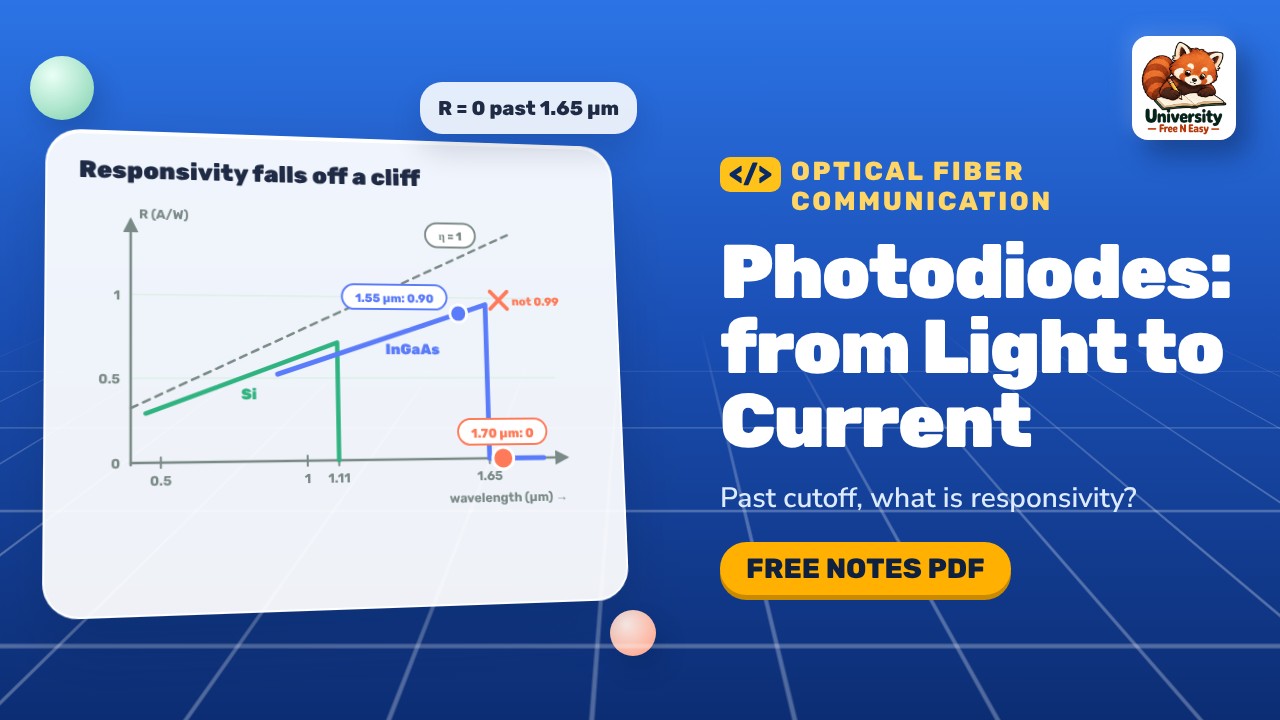 R = 0 past 1.65 µm
Responsivity falls off a cliff
R (A/W)
η = 1
1
1.55 µm: 0.90
not 0.99
InGaAs
0.5
Si
1.70 µm: 0
0
0.5
1
1.11
1.65
wavelength (µm) →
University
Free N Easy
</> OPTICAL FIBER
COMMUNICATION
Photodiodes:
from Light to
Current
Past cutoff, what is responsivity?
FREE NOTES PDF